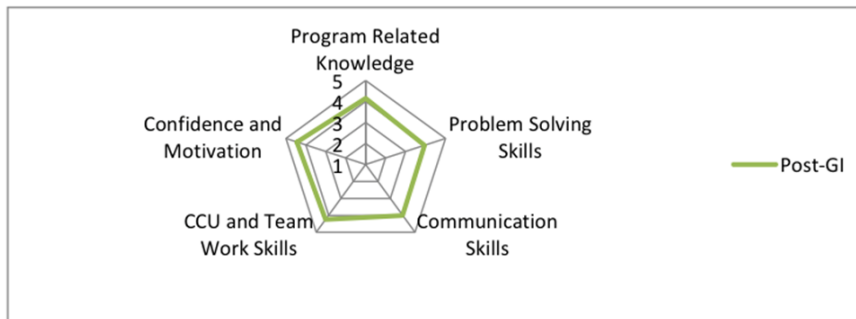 Program Related
Knowledge
5
4
3
2
1
Confidence and
Motivation
Problem Solving
Skills
CCU and Team
Work Skills
Communication
Skills
Post-GI